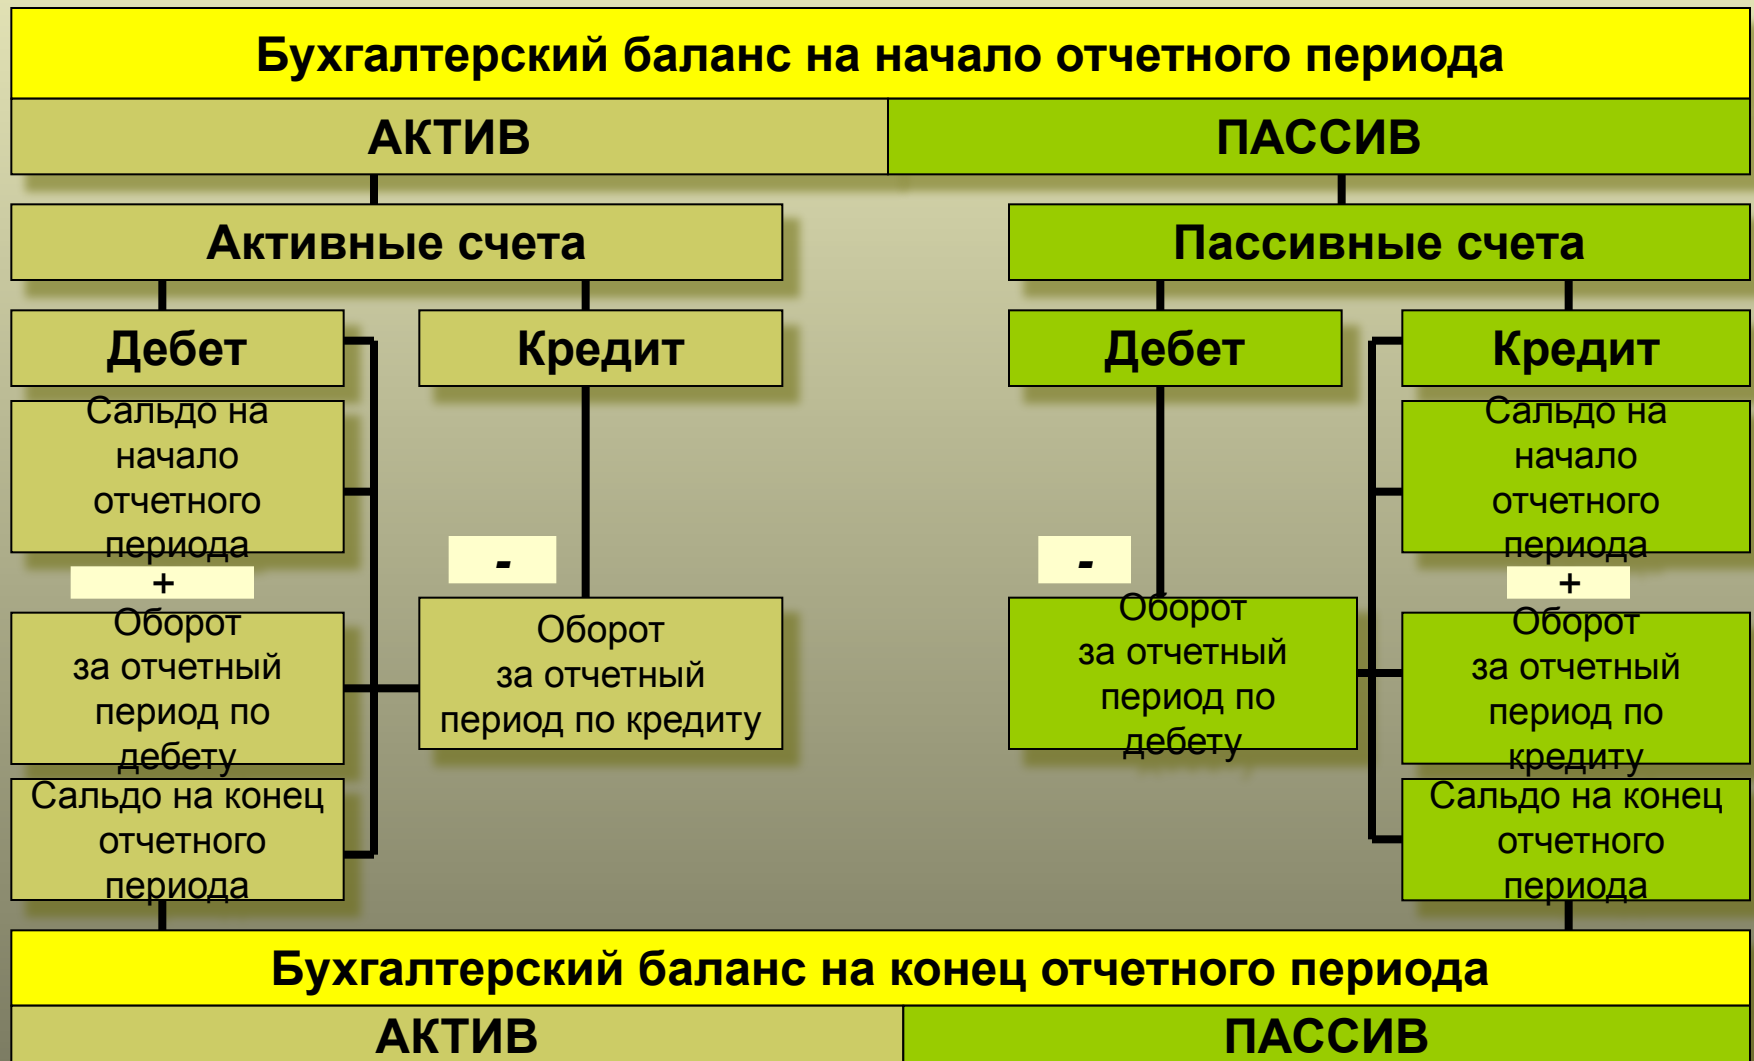 Бухгалтерский баланс на начало отчетного периода
АКТИВ
ПАССИВ
Активные счета
Пассивные счета
Дебет
Кредит
Дебет
Кредит
Сальдо на
начало
отчетного
периода
+
Оборот
за отчетный
период по
дебету
Сальдо на конец
отчетного
периода
-
Оборот
за отчетный
период по кредиту
-
Оборот
за отчетный
период по
дебету
Сальдо на
начало
отчетного
периода
+
Оборот
за отчетный
период по
кредиту
Сальдо на конец
отчетного
периода
Бухгалтерский баланс на конец отчетного периода
АКТИВ
ПАССИВ